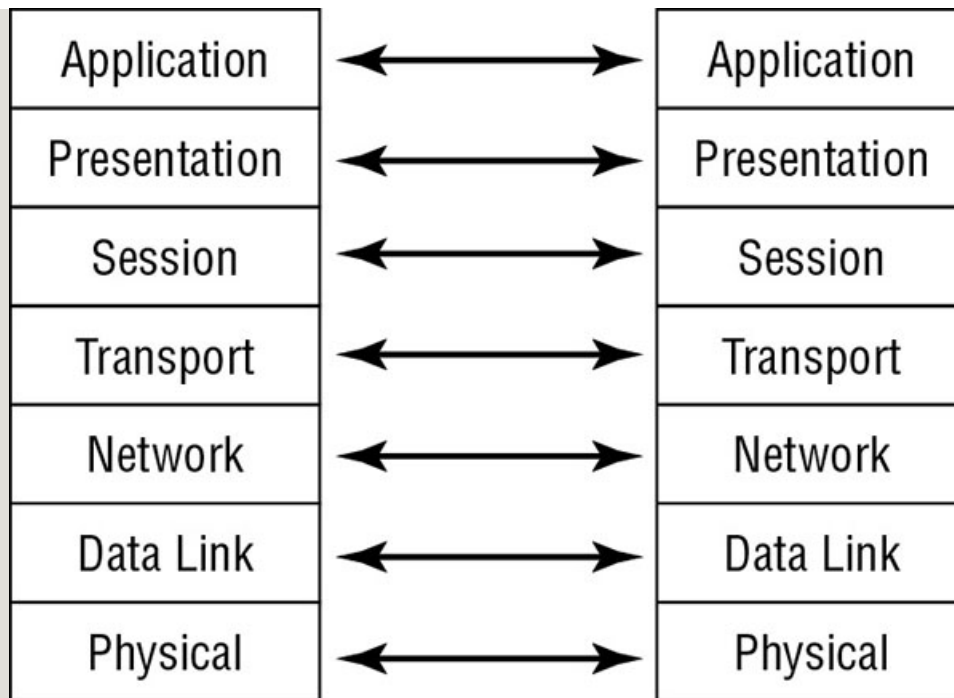 Application Application
Presentation Presentation
Session Session
Transport Transport
Network Network
Data Link Data Link
Physical Physical